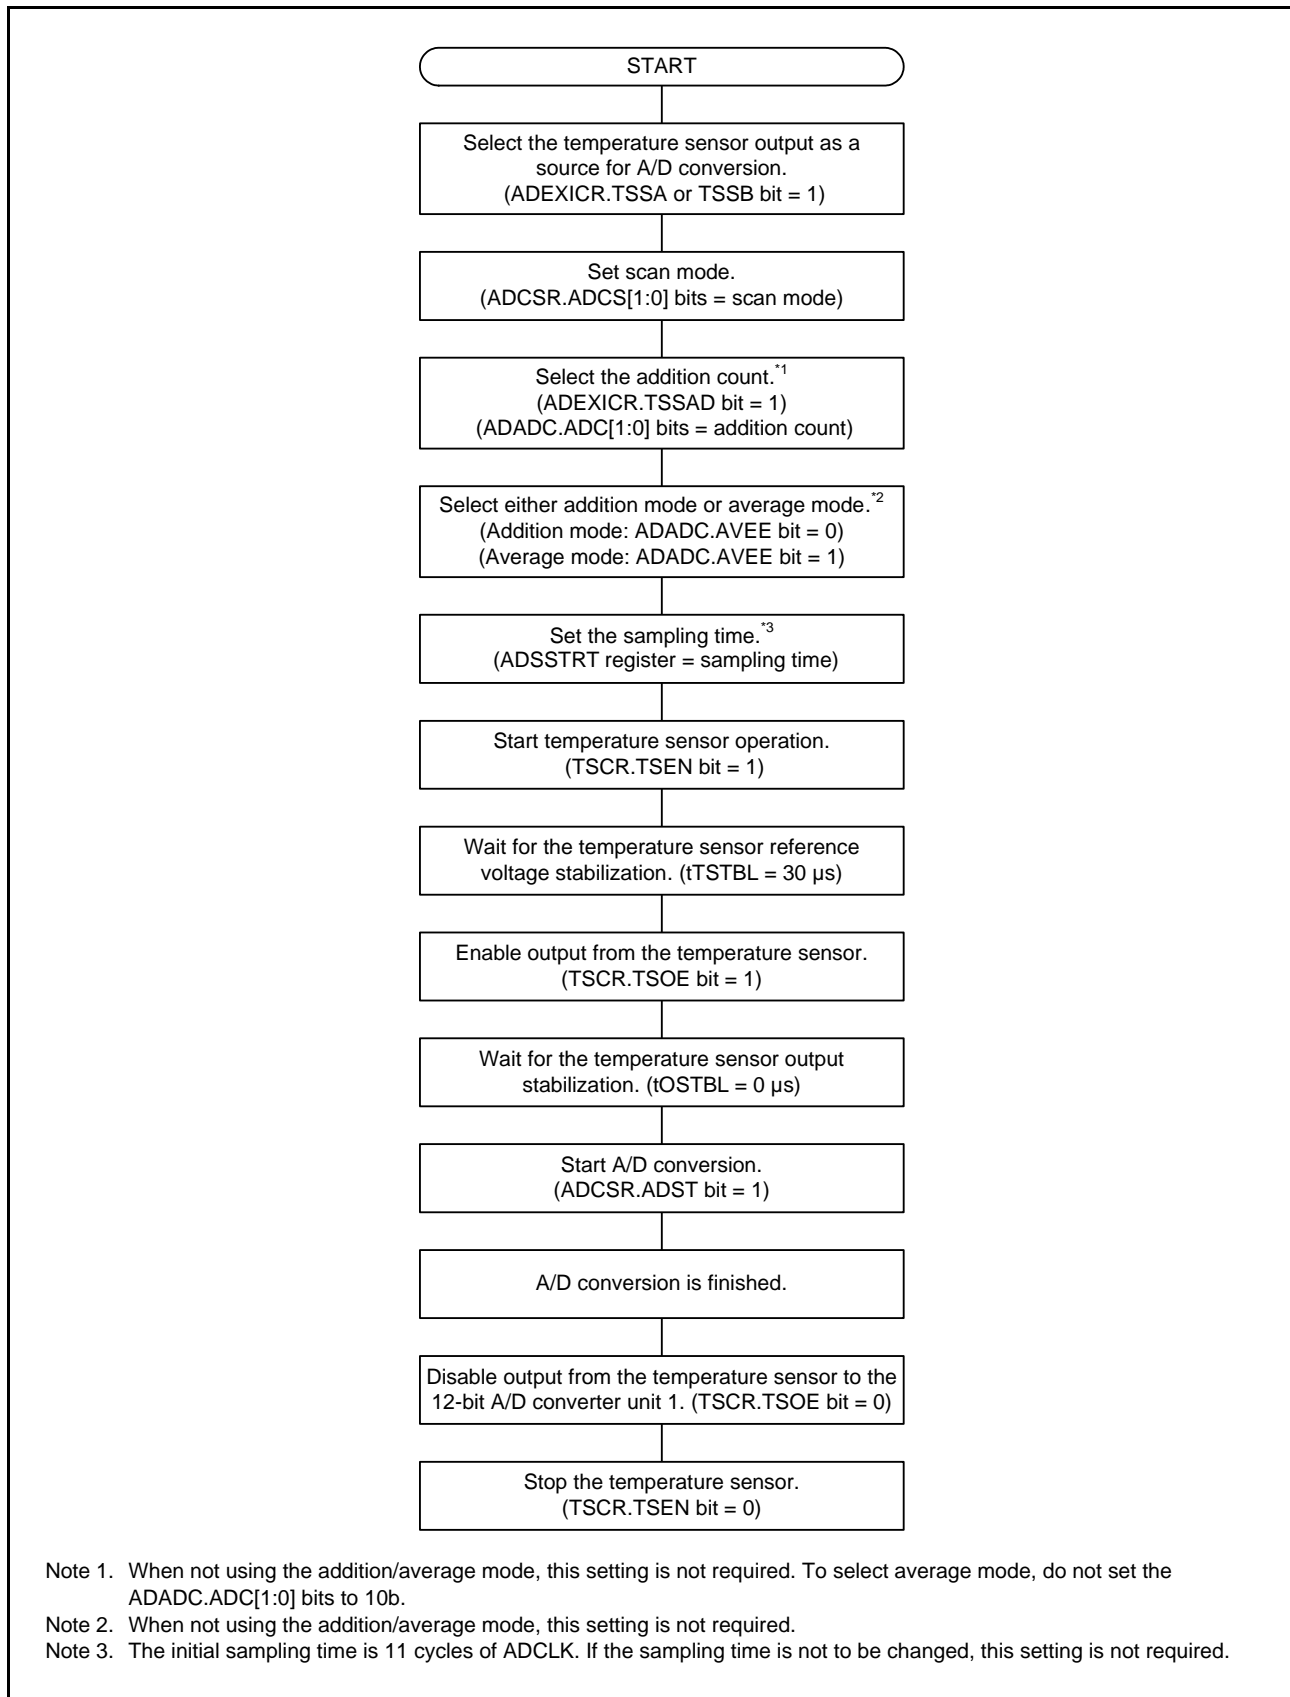 START
Select the temperature sensor output as a
source for A/D conversion.
(ADEXICR.TSSA or TSSB bit = 1)
Set scan mode.
(ADCSR.ADCS[1:0] bits = scan mode)
Select the addition count.*1
(ADEXICR.TSSAD bit = 1)
(ADADC.ADC[1:0] bits = addition count)
Select either addition mode or average mode.*2
(Addition mode: ADADC.AVEE bit = 0)
(Average mode: ADADC.AVEE bit = 1)
Set the sampling time.*3
(ADSSTRT register = sampling time)
Start temperature sensor operation.
(TSCR.TSEN bit = 1)
Wait for the temperature sensor reference
voltage stabilization. (tTSTBL = 30 µs)
Enable output from the temperature sensor.
(TSCR.TSOE bit = 1)
Wait for the temperature sensor output
stabilization. (tOSTBL = 0 µs)
Start A/D conversion.
(ADCSR.ADST bit = 1)
A/D conversion is finished.
Disable output from the temperature sensor to the
12-bit A/D converter unit 1. (TSCR.TSOE bit = 0)
Stop the temperature sensor.
(TSCR.TSEN bit = 0)
Note 1. When not using the addition/average mode, this setting is not required. To select average mode, do not set the
ADADC.ADC[1:0] bits to 10b.
Note 2. When not using the addition/average mode, this setting is not required.
Note 3. The initial sampling time is 11 cycles of ADCLK. If the sampling time is not to be changed, this setting is not required.